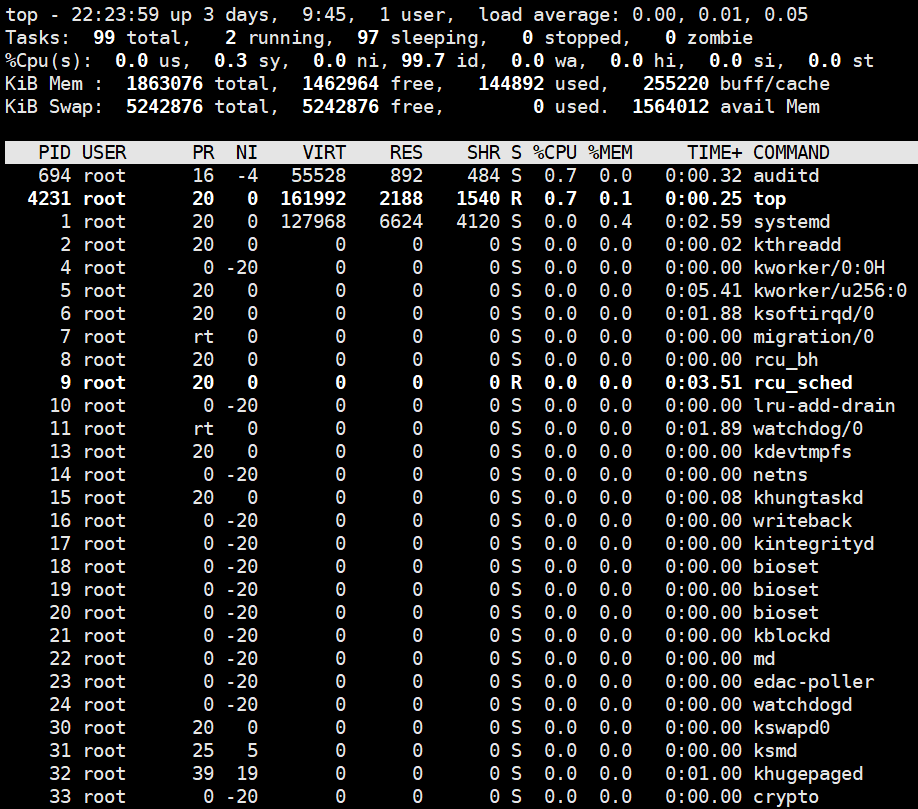 top - 22:23:59 up 3 days,  9:45,  1 user,  load average: 0.00, 0.01, 0.05
Tasks:  99 total,   2 running,  97 sleeping,   0 stopped,   0 zombie
%Cpu(s):  0.0 us,  0.3 sy,  0.0 ni, 99.7 id,  0.0 wa,  0.0 hi,  0.0 si,  0.0 st
KiB Mem :  1863076 total,  1462964 free,   144892 used,   255220 buff/cache
KiB Swap:  5242876 total,  5242876 free,        0 used.  1564012 avail Mem
PID USER      PR  NI    VIRT    RES    SHR S %CPU %MEM     TIME+ COMMAND
694 root      16  -4   55528    892    484 S  0.7  0.0   0:00.32 auditd
4231 root      20   0  161992   2188   1540 R  0.7  0.1   0:00.25 top
1 root      20   0  127968   6624   4120 S  0.0  0.4   0:02.59 systemd
2 root      20   0       0      0      0 S  0.0  0.0   0:00.02 kthreadd
4 root       0 -20       0      0      0 S  0.0  0.0   0:00.00 kworker/0:0H
5 root      20   0       0      0      0 S  0.0  0.0   0:05.41 kworker/u256:0
6 root      20   0       0      0      0 S  0.0  0.0   0:01.88 ksoftirqd/0
7 root      rt   0       0      0      0 S  0.0  0.0   0:00.00 migration/0
8 root      20   0       0      0      0 S  0.0  0.0   0:00.00 rcu_bh
9 root      20   0       0      0      0 R  0.0  0.0   0:03.51 rcu_sched
10 root       0 -20       0      0      0 S  0.0  0.0   0:00.00 lru-add-drain
11 root      rt   0       0      0      0 S  0.0  0.0   0:01.89 watchdog/0
13 root      20   0       0      0      0 S  0.0  0.0   0:00.00 kdevtmpfs
14 root       0 -20       0      0      0 S  0.0  0.0   0:00.00 netns
15 root      20   0       0      0      0 S  0.0  0.0   0:00.08 khungtaskd
16 root       0 -20       0      0      0 S  0.0  0.0   0:00.00 writeback
17 root       0 -20       0      0      0 S  0.0  0.0   0:00.00 kintegrityd
18 root       0 -20       0      0      0 S  0.0  0.0   0:00.00 bioset
19 root       0 -20       0      0      0 S  0.0  0.0   0:00.00 bioset
20 root       0 -20       0      0      0 S  0.0  0.0   0:00.00 bioset
21 root       0 -20       0      0      0 S  0.0  0.0   0:00.00 kblockd
22 root       0 -20       0      0      0 S  0.0  0.0   0:00.00 md
23 root       0 -20       0      0      0 S  0.0  0.0   0:00.00 edac-poller
24 root       0 -20       0      0      0 S  0.0  0.0   0:00.00 watchdogd
30 root      20   0       0      0      0 S  0.0  0.0   0:00.00 kswapd0
31 root      25   5       0      0      0 S  0.0  0.0   0:00.00 ksmd
32 root      39  19       0      0      0 S  0.0  0.0   0:01.00 khugepaged
33 root       0 -20       0      0      0 S  0.0  0.0   0:00.00 crypto